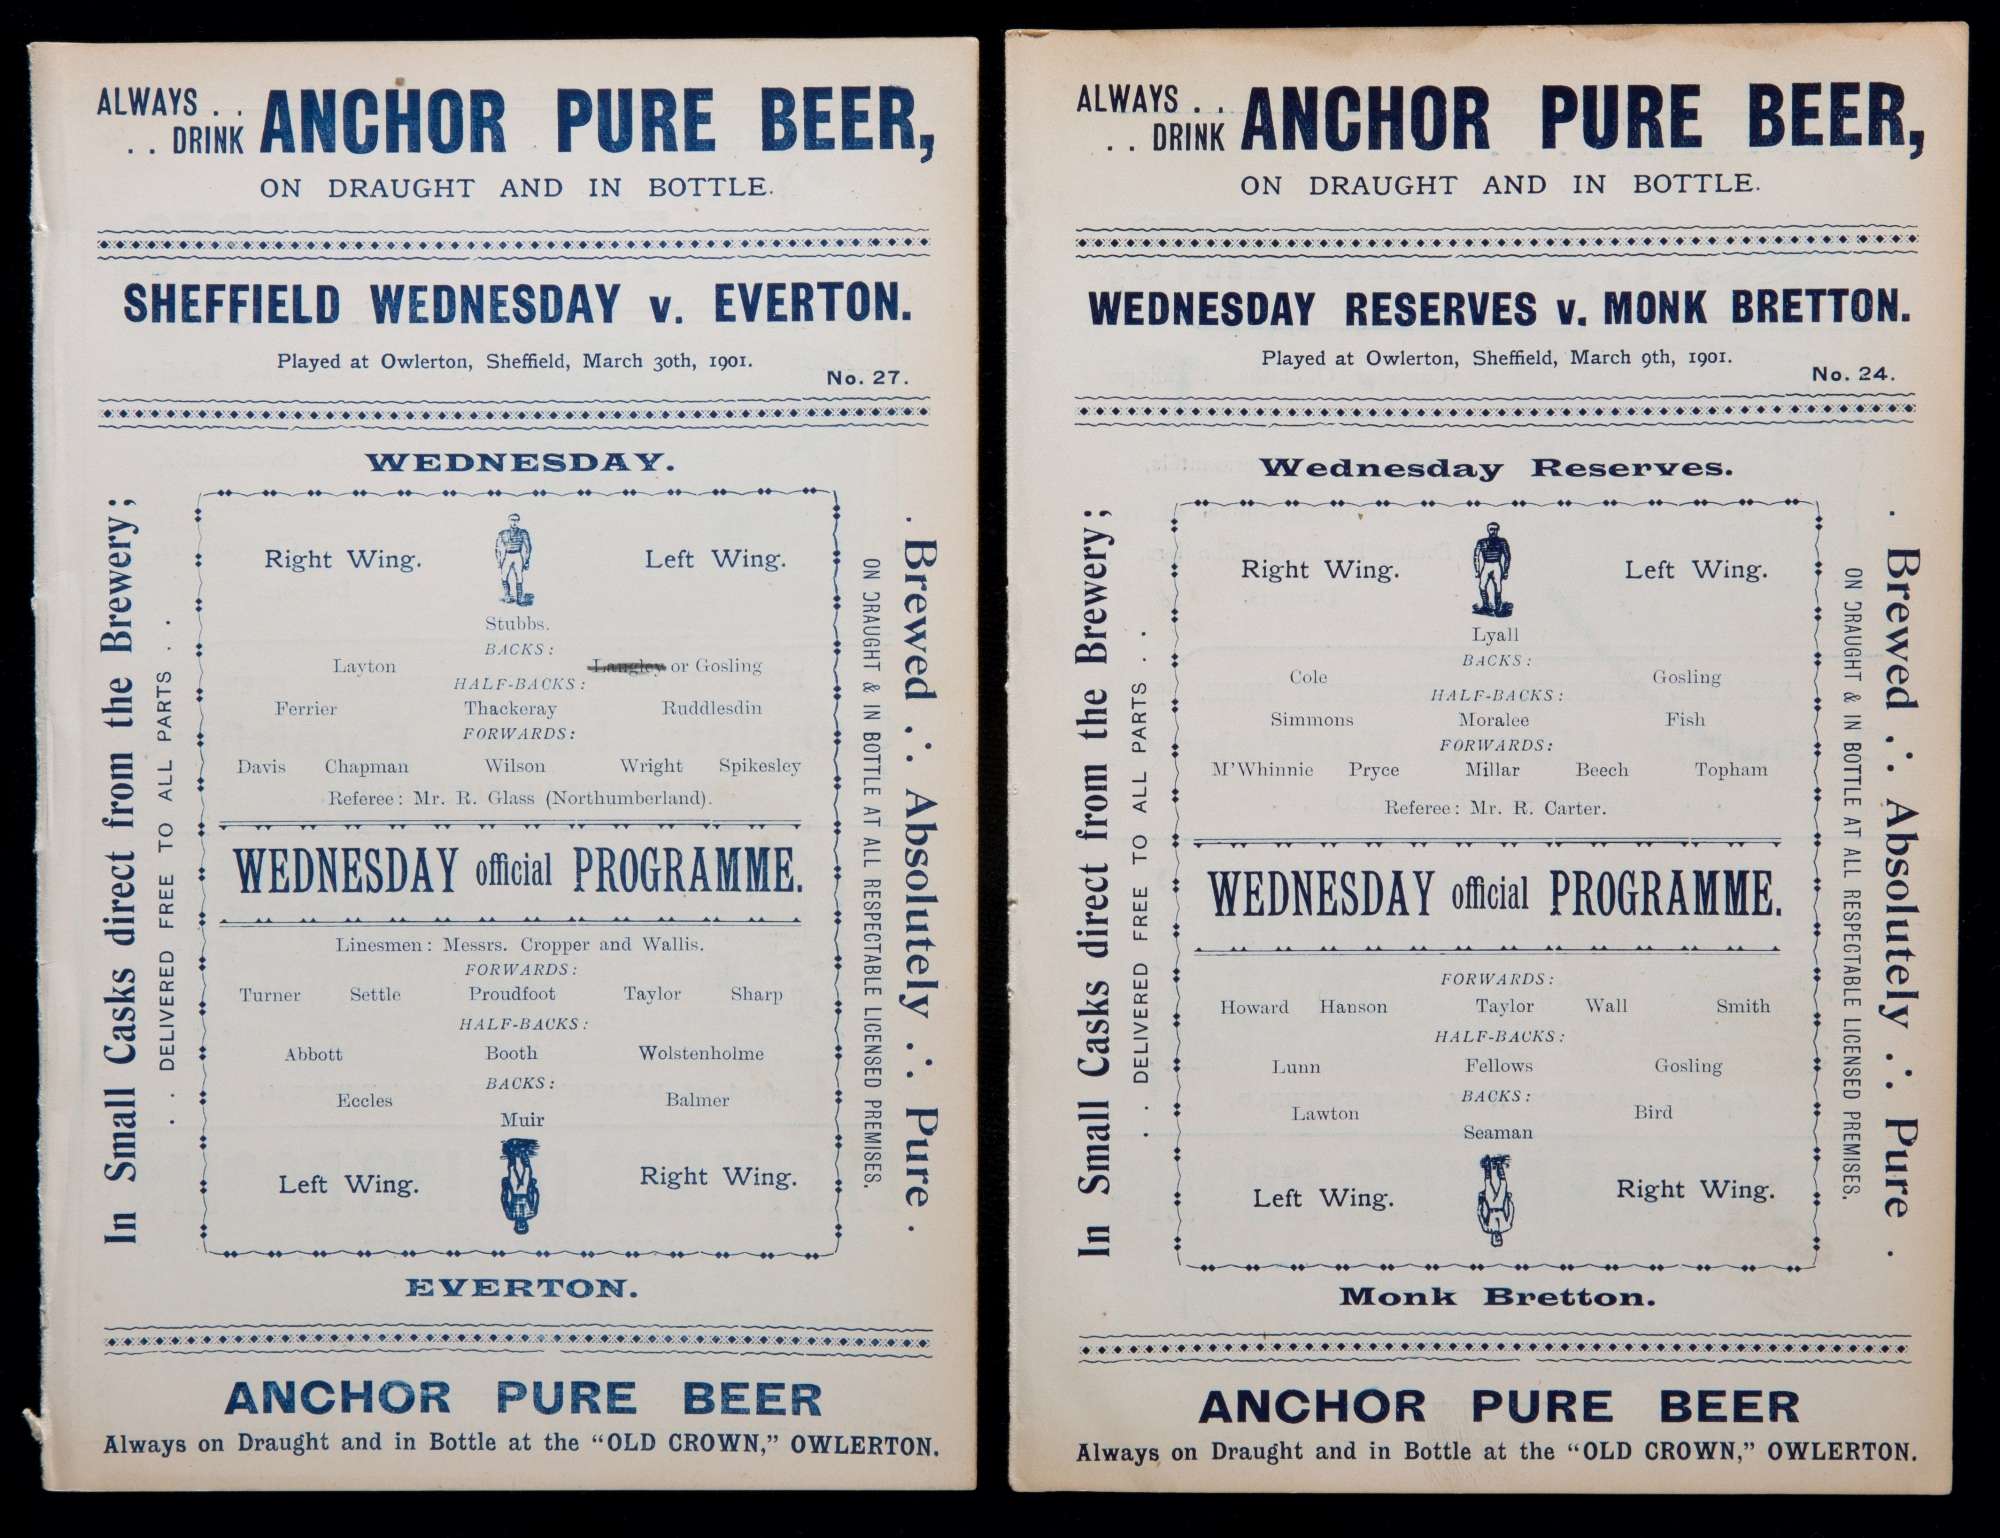 ALWAYS . .
. . DRINK ANCHOR PURE BEER,
ON DRAUGHT AND IN BOTTLE.
SHEFFIELD WEDNESDAY v. EVERTON.
Played at Owlerton, Sheffield, March 30th, 1901.
No. 27.
WEDNESDAY.
In Small Casks direct from the Brewery;
. . DELIVERED FREE TO ALL PARTS . .
Right Wing. Left Wing.
Stubbs.
BACKS:
Layton Langley or Gosling
HALF-BACKS:
Ferrier Thackeray Ruddlesdin
FORWARDS:
Davis Chapman Wilson Wright Spikesley
Referee: Mr. R. Glass (Northumberland).
WEDNESDAY official PROGRAMME.
Linesmen: Messrs. Cropper and Wallis.
FORWARDS:
Turner Settle Proudfoot Taylor Sharp
HALF-BACKS:
Abbott Booth Wolstenholme
BACKS:
Eccles Balmer
Muir
Left Wing. Right Wing.
ON DRAUGHT & IN BOTTLE AT ALL RESPECTABLE LICENSED PREMISES.
. Brewed ∴ Absolutely ∴ Pure .
EVERTON.
ANCHOR PURE BEER
Always on Draught and in Bottle at the “OLD CROWN,” OWLERTON.
ALWAYS . .
. . DRINK ANCHOR PURE BEER,
ON DRAUGHT AND IN BOTTLE.
WEDNESDAY RESERVES v. MONK BRETTON.
Played at Owlerton, Sheffield, March 9th, 1901.
No. 24.
Wednesday Reserves.
In Small Casks direct from the Brewery;
. . DELIVERED FREE TO ALL PARTS . .
Right Wing. Left Wing.
Lyall
BACKS:
Cole Gosling
HALF-BACKS:
Simmons Moralee Fish
FORWARDS:
M'Whinnie Pryce Millar Beech Topham
Referee: Mr. R. Carter.
WEDNESDAY official PROGRAMME.
FORWARDS:
Howard Hanson Taylor Wall Smith
HALF-BACKS:
Lunn Fellows Gosling
BACKS:
Lawton Bird
Seaman
Left Wing. Right Wing.
ON DRAUGHT & IN BOTTLE AT ALL RESPECTABLE LICENSED PREMISES.
. Brewed ∴ Absolutely ∴ Pure .
Monk Bretton.
ANCHOR PURE BEER
Always on Draught and in Bottle at the “OLD CROWN,” OWLERTON.